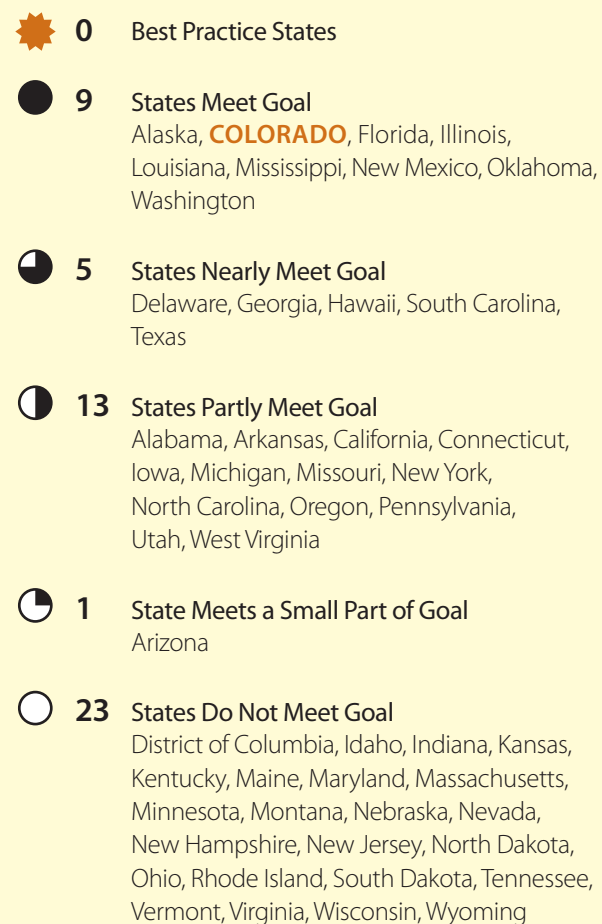 0 Best Practice States
9 States Meet Goal
Alaska, COLORADO, Florida, Illinois,
Louisiana, Mississippi, New Mexico, Oklahoma,
Washington
5 States Nearly Meet Goal
Delaware, Georgia, Hawaii, South Carolina,
Texas
13 States Partly Meet Goal
Alabama, Arkansas, California, Connecticut,
Iowa, Michigan, Missouri, New York,
North Carolina, Oregon, Pennsylvania,
Utah, West Virginia
1 State Meets a Small Part of Goal
Arizona
23 States Do Not Meet Goal
District of Columbia, Idaho, Indiana, Kansas,
Kentucky, Maine, Maryland, Massachusetts,
Minnesota, Montana, Nebraska, Nevada,
New Hampshire, New Jersey, North Dakota,
Ohio, Rhode Island, South Dakota, Tennessee,
Vermont, Virginia, Wisconsin, Wyoming